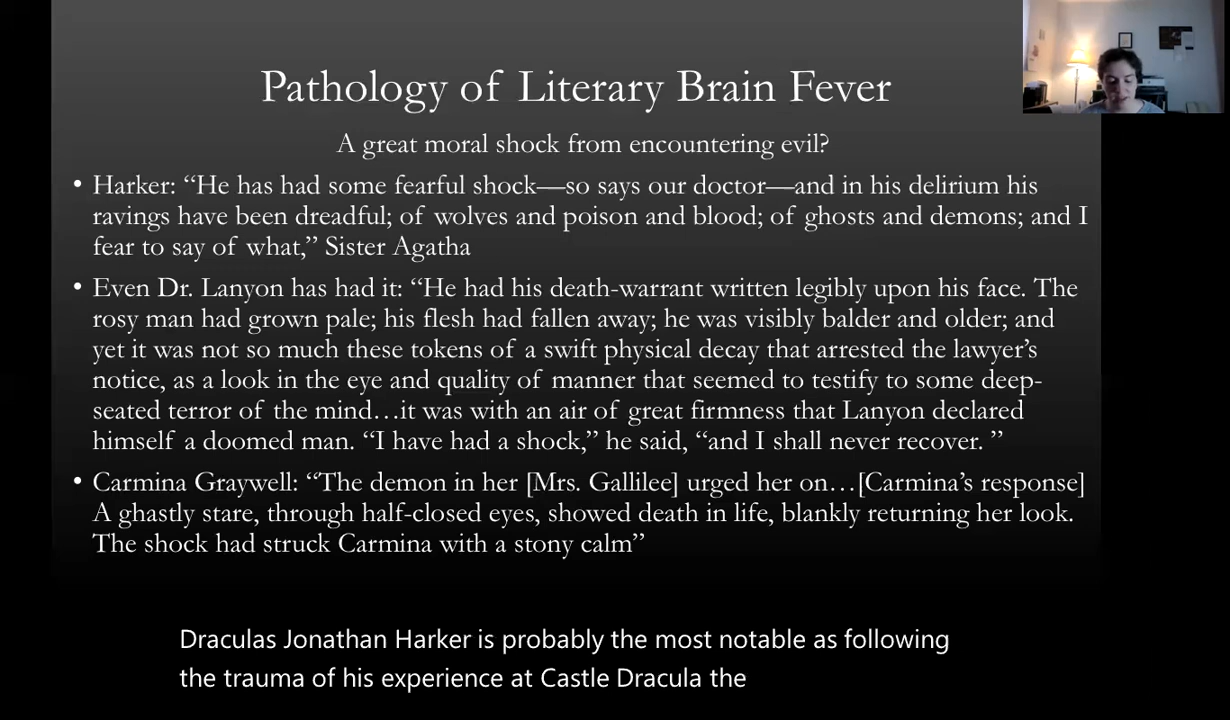 Pathology of Literary Brain Fever
A great moral shock from encountering evil?
• Harker: “He has had some fearful shock—so says our doctor—and in his delirium his
ravings have been dreadful; of wolves and poison and blood; of ghosts and demons; and I
fear to say of what,” Sister Agatha
• Even Dr. Lanyon has had it: “He had his death-warrant written legibly upon his face. The
rosy man had grown pale; his flesh had fallen away; he was visibly balder and older; and
yet it was not so much these tokens of a swift physical decay that arrested the lawyer’s
notice, as a look in the eye and quality of manner that seemed to testify to some deep-
seated terror of the mind…it was with an air of great firmness that Lanyon declared
himself a doomed man. “I have had a shock,” he said, “and I shall never recover. ”
• Carmina Graywell: “The demon in her [Mrs. Gallilee] urged her on…[Carmina’s response]
A ghastly stare, through half-closed eyes, showed death in life, blankly returning her look.
The shock had struck Carmina with a stony calm”
Draculas Jonathan Harker is probably the most notable as following
the trauma of his experience at Castle Dracula the